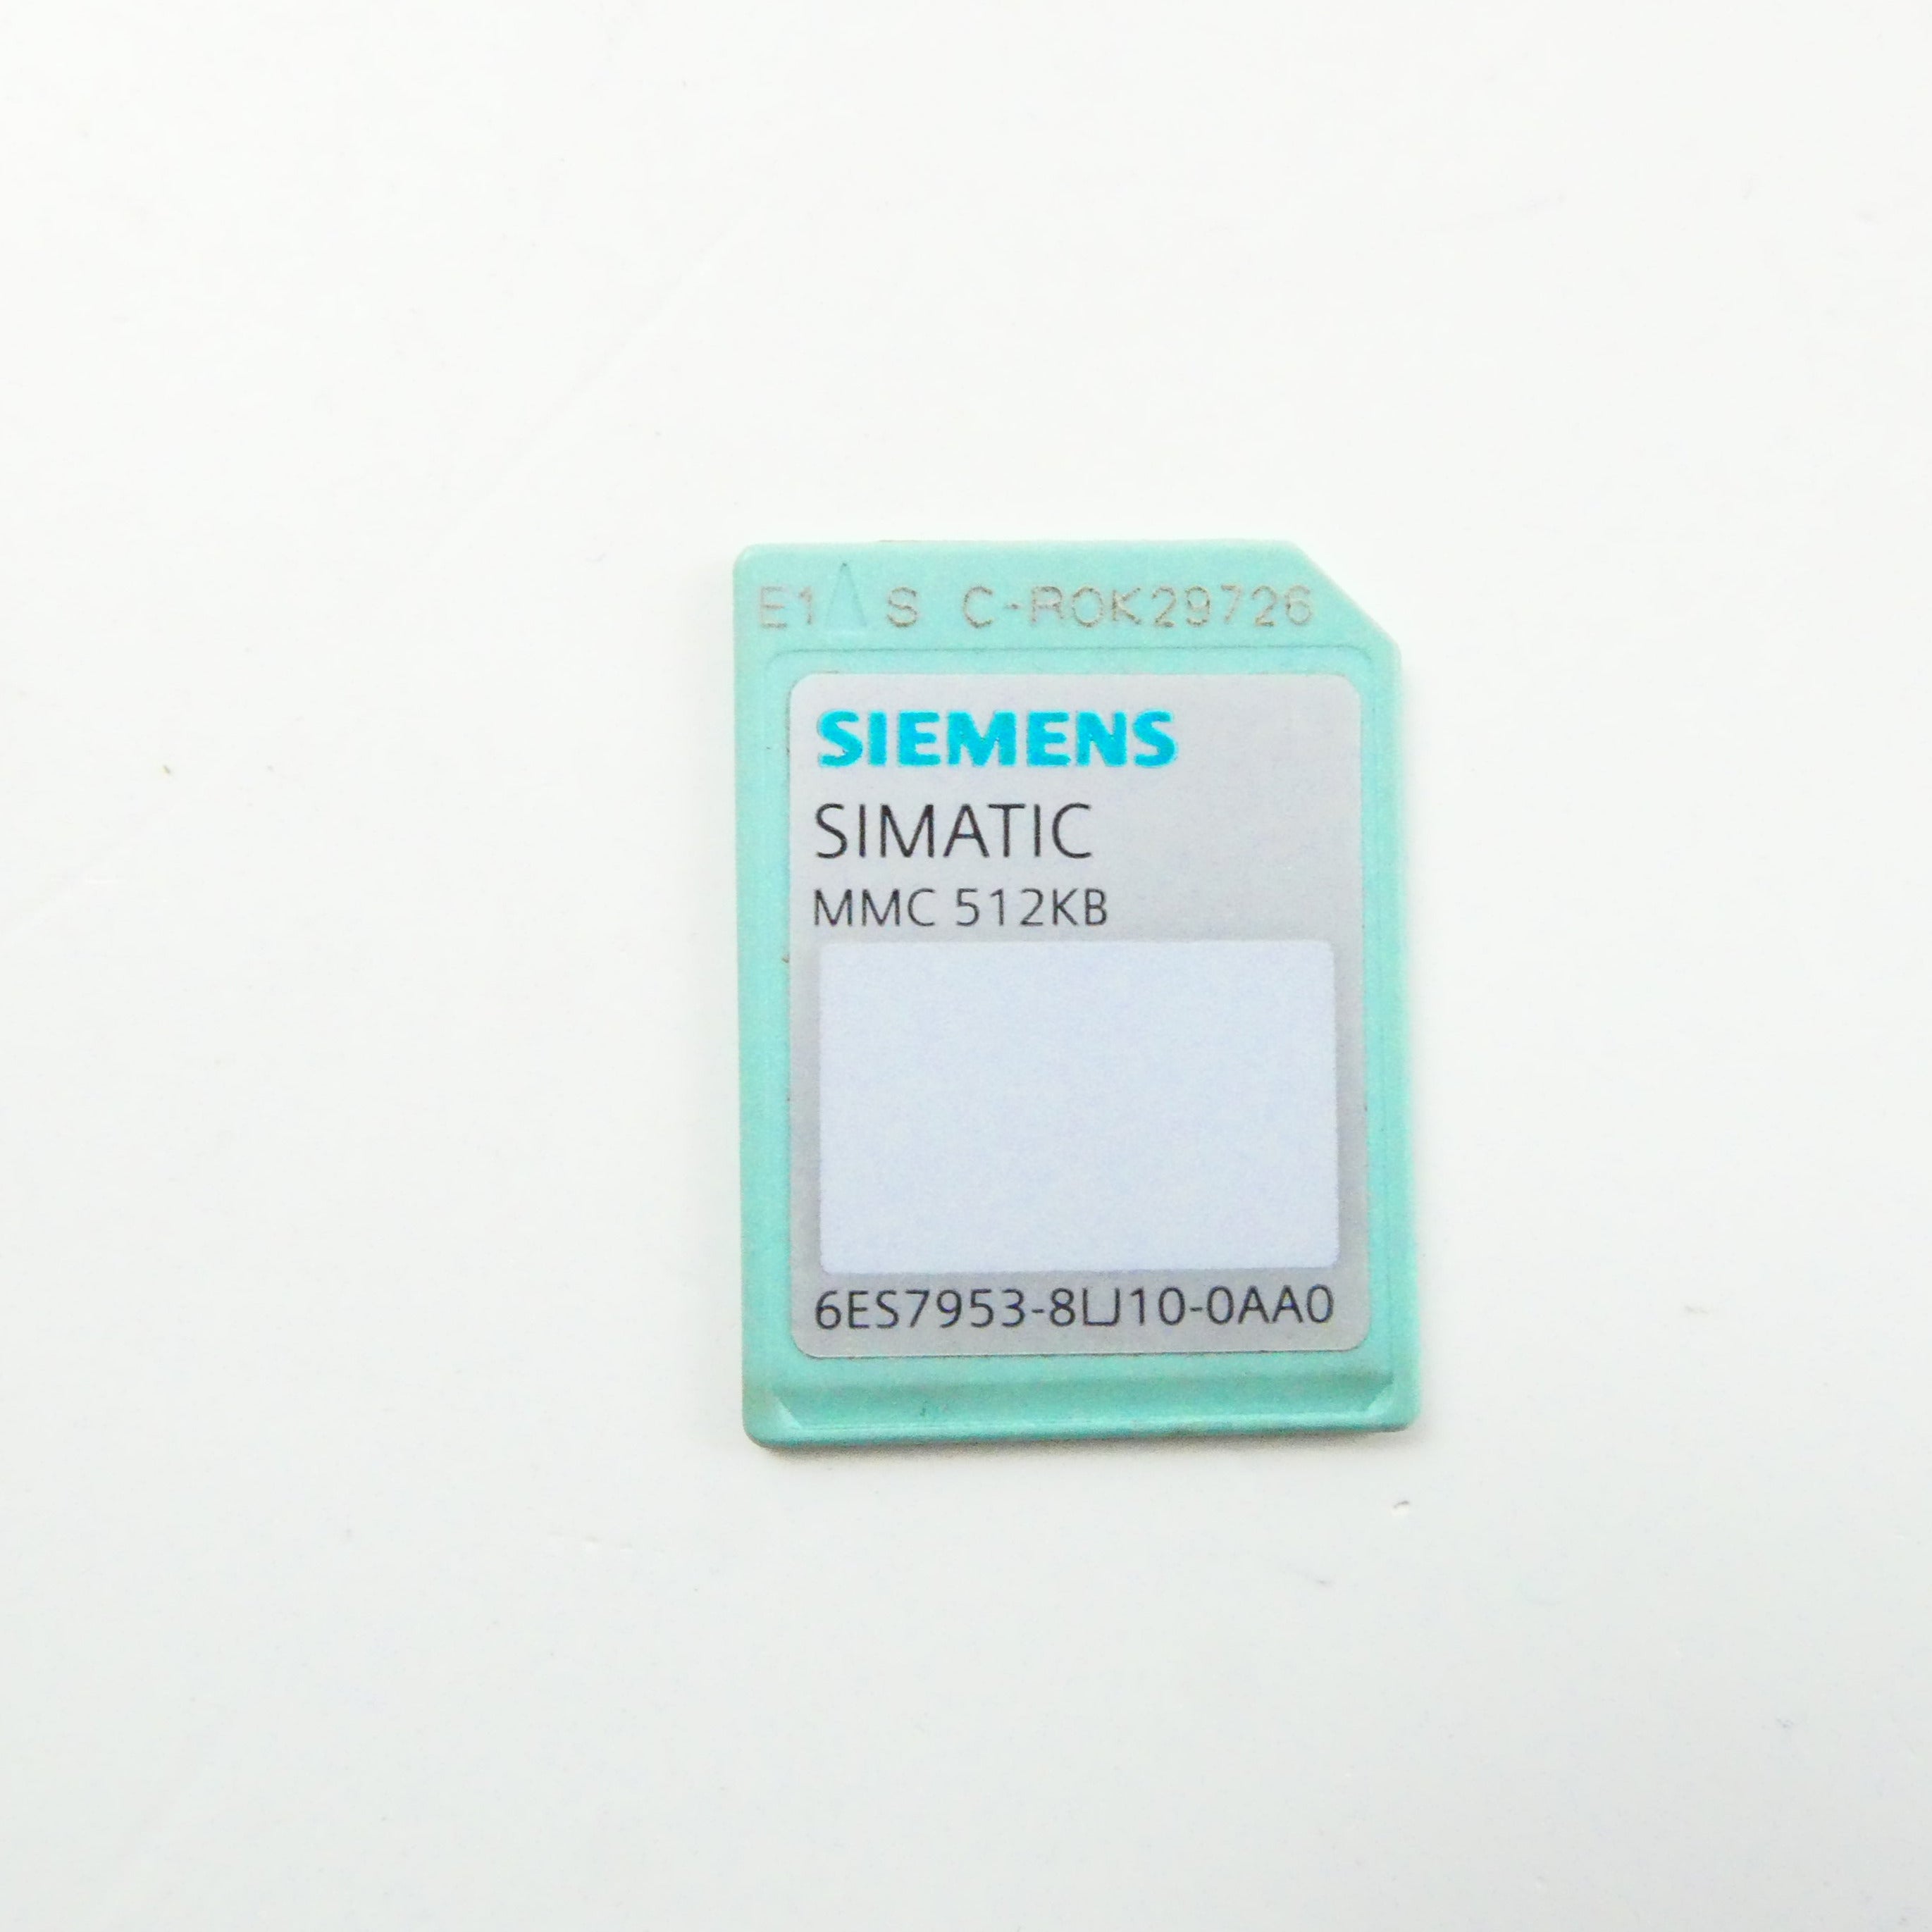 E1 S C-R0K29726
SIEMENS
SIMATIC
MMC 512KB
6ES7953-8LJ10-0AA0